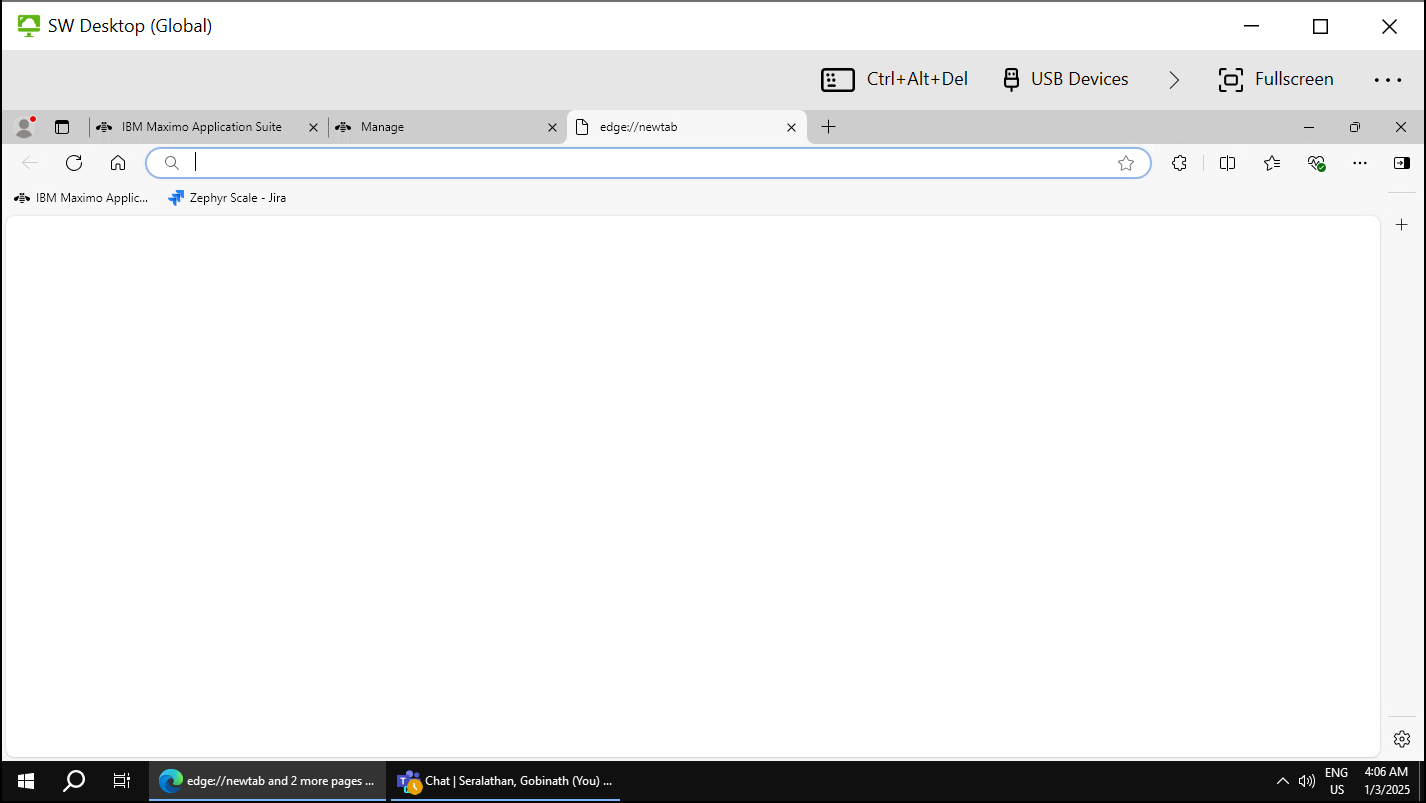 SW Desktop (Global)
Ctrl+Alt+Del
USB Devices
Fullscreen
IBM Maximo Application Suite
Manage
edge://newtab
IBM Maximo Applic...
Zephyr Scale - Jira
edge://newtab and 2 more pages ...
Chat | Seralathan, Gobinath (You) ...
ENG
US
4:06 AM
1/3/2025